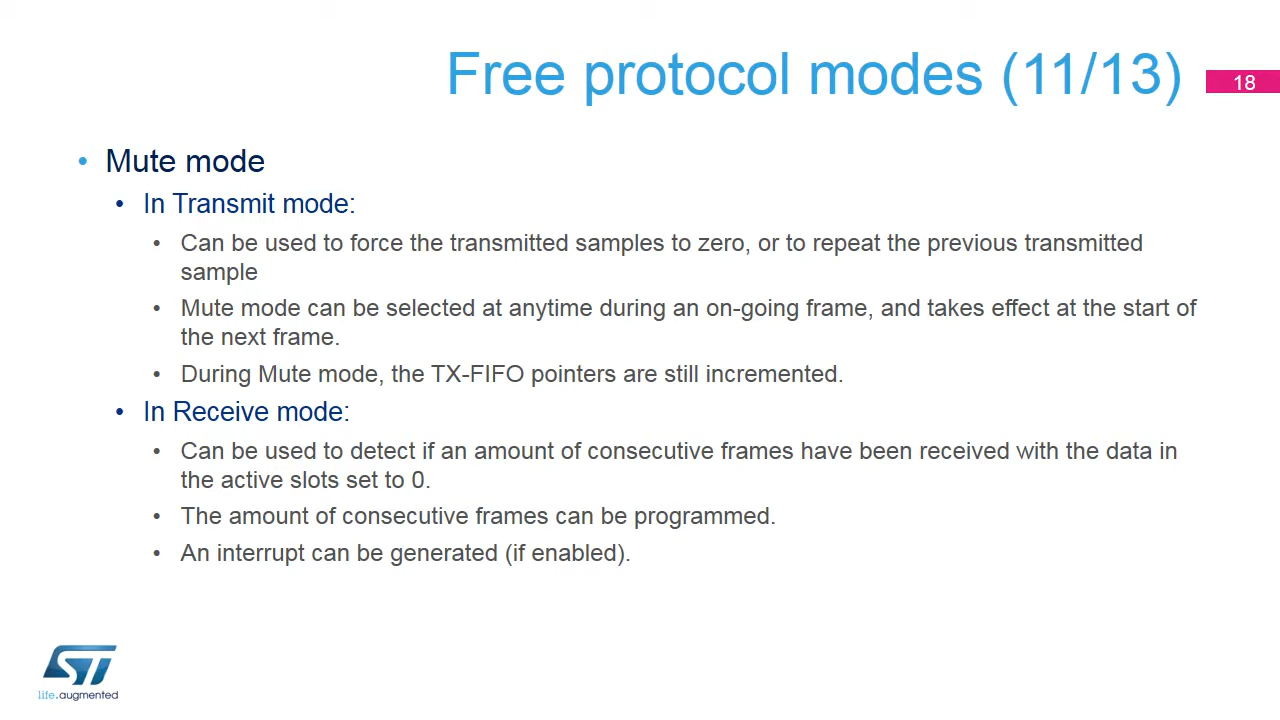 Free protocol modes (11/13)
18
• Mute mode
• In Transmit mode:
• Can be used to force the transmitted samples to zero, or to repeat the previous transmitted
sample
• Mute mode can be selected at anytime during an on-going frame, and takes effect at the start of
the next frame.
• During Mute mode, the TX-FIFO pointers are still incremented.
• In Receive mode:
• Can be used to detect if an amount of consecutive frames have been received with the data in
the active slots set to 0.
• The amount of consecutive frames can be programmed.
• An interrupt can be generated (if enabled).
ST
life.augmented